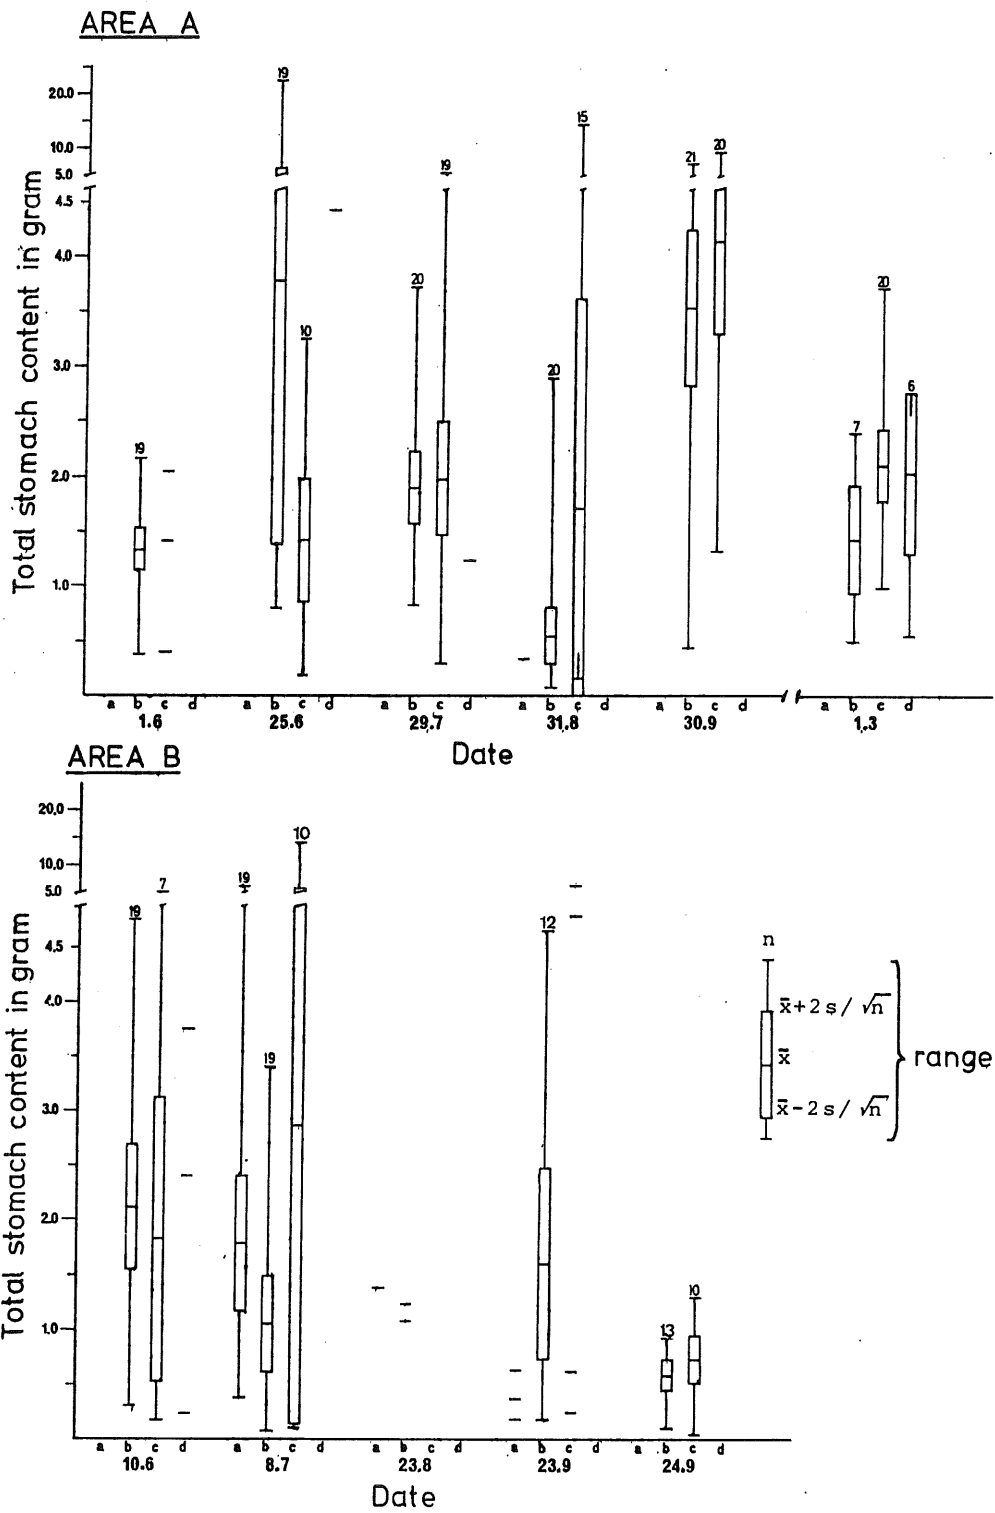 AREA A
Total stomach content in gram
20.0
10.0
5.0
4.5
4.0
3.0
2.0
1.0
19
19
10
20
19
20
15
21
20
7
20
6
a b c d a b c d a b c d a b c d a b c d a b c d
1.6 25.6 29.7 31.8 30.9 1.3
Date
AREA B
Total stomach content in gram
20.0
10.0
5.0
4.5
4.0
3.0
2.0
1.0
19
7
19
19
10
12
13
10
n
x̄+2s/√n
x̄
x̄-2s/√n
range
a b c d a b c d a b c d a b c d a b c d
10.6 8.7 23.8 23.9 24.9
Date